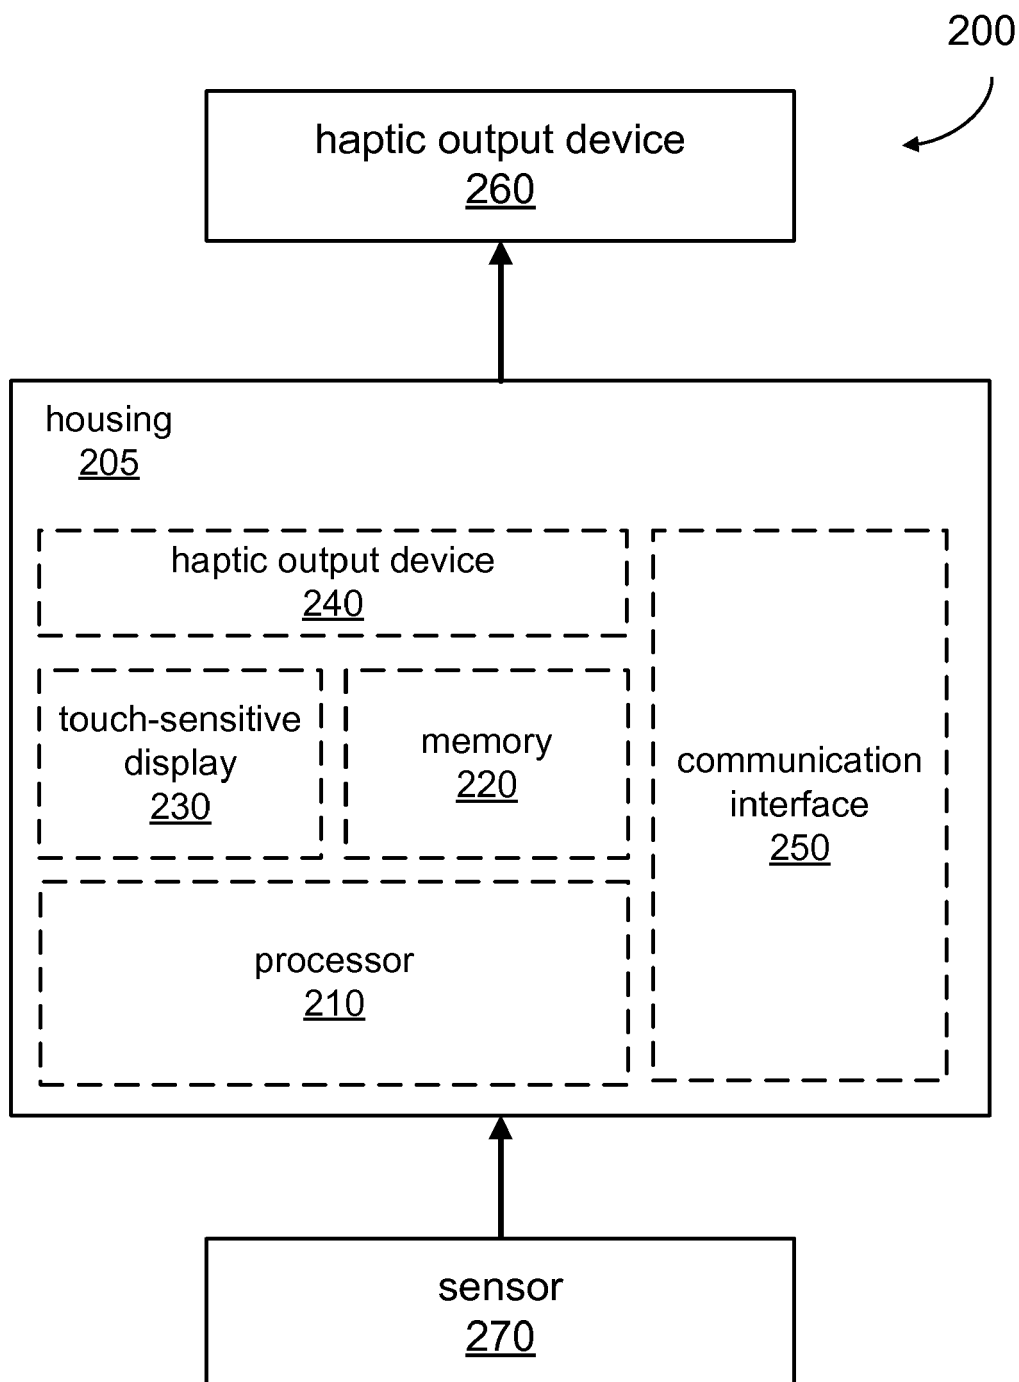 200
haptic output device
260
housing
205
haptic output device
240
touch-sensitive
display
230
memory
220
communication
interface
250
processor
210
sensor
270